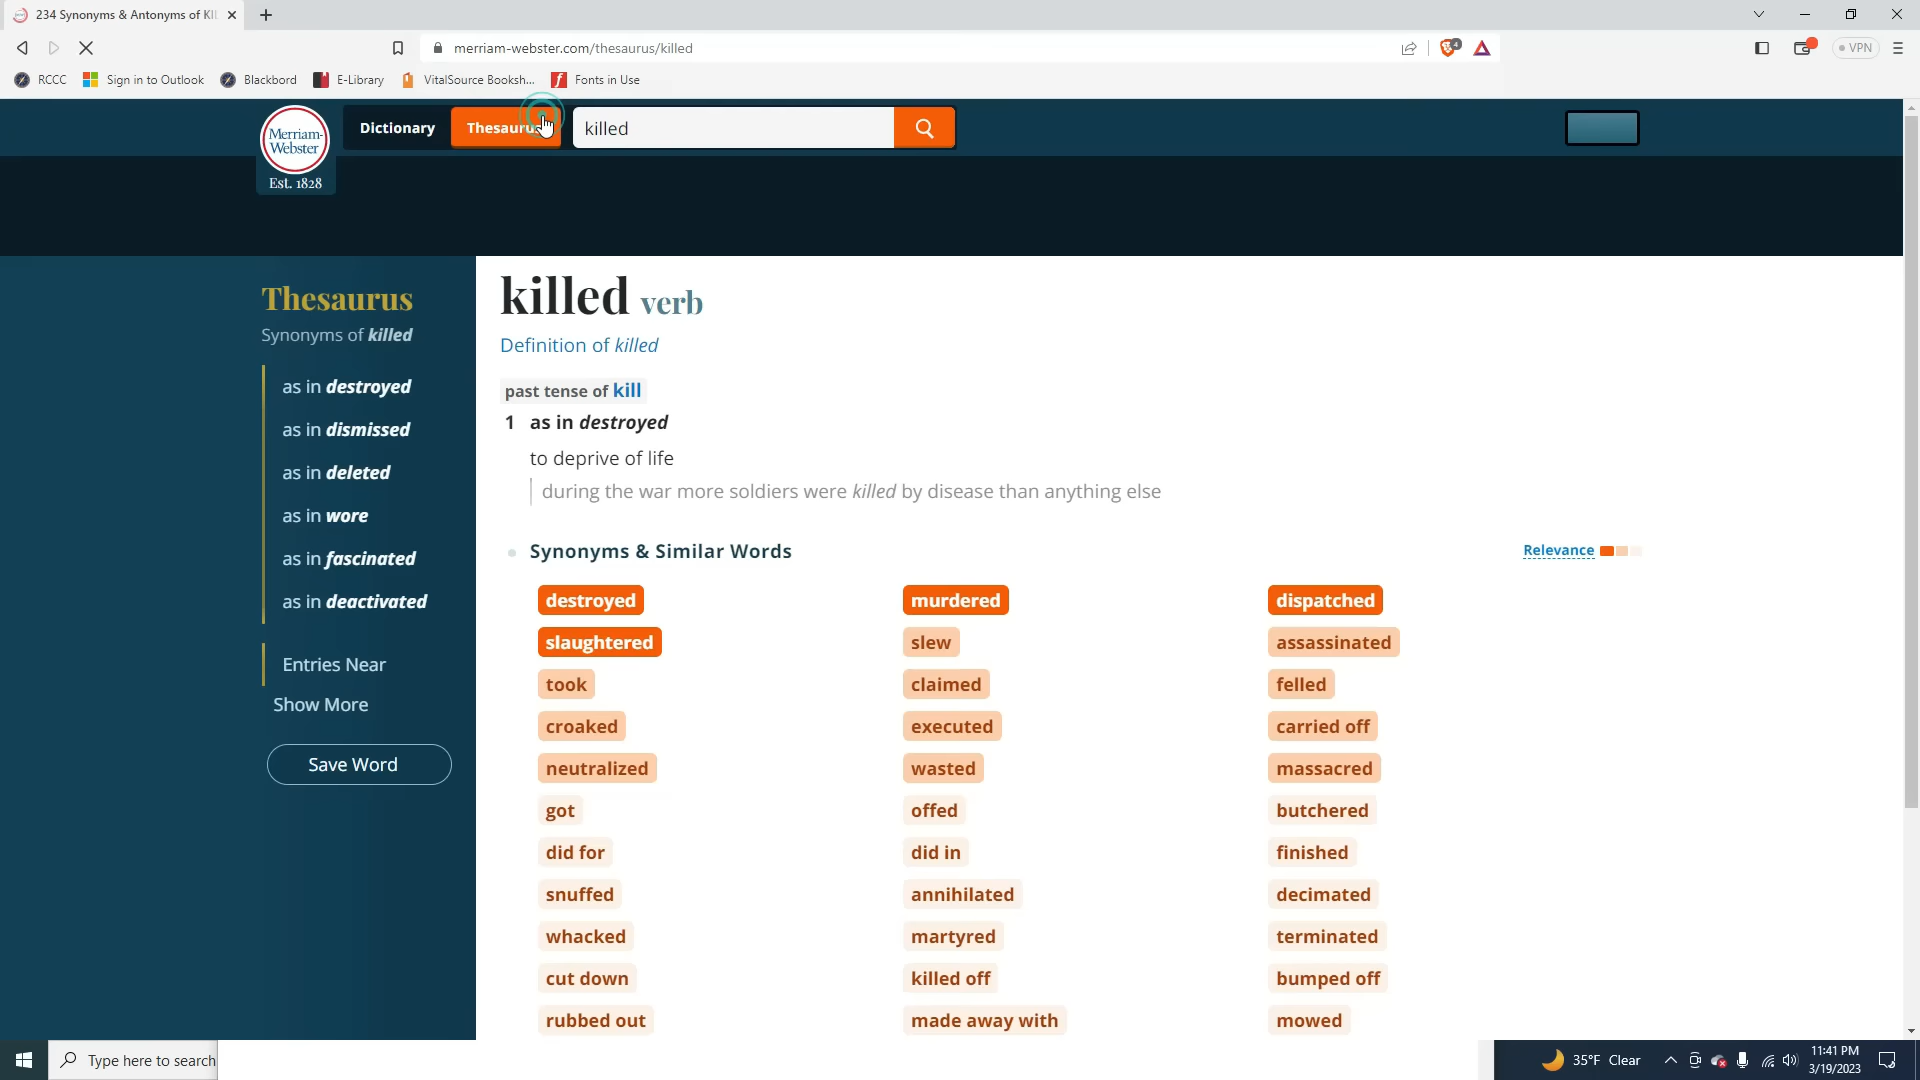 234 Synonyms & Antonyms of Kil
merriam-webster.com/thesaurus/killed
4
VPN
RCCC
Sign in to Outlook
Blackbord
E-Library
VitalSource Booksh...
Fonts in Use
Merriam-
Webster
Est. 1828
Dictionary
Thesaurus
killed
Thesaurus
Synonyms of killed
as in destroyed
as in dismissed
as in deleted
as in wore
as in fascinated
as in deactivated
Entries Near
Show More
Save Word
killed verb
Definition of killed
past tense of kill
1 as in destroyed
to deprive of life
during the war more soldiers were killed by disease than anything else
Synonyms & Similar Words
Relevance
destroyed murdered dispatched
slaughtered slew assassinated
took claimed felled
croaked executed carried off
neutralized wasted massacred
got offed butchered
did for did in finished
snuffed annihilated decimated
whacked martyred terminated
cut down killed off bumped off
rubbed out made away with mowed
Type here to search
35°F Clear
11:41 PM
3/19/2023